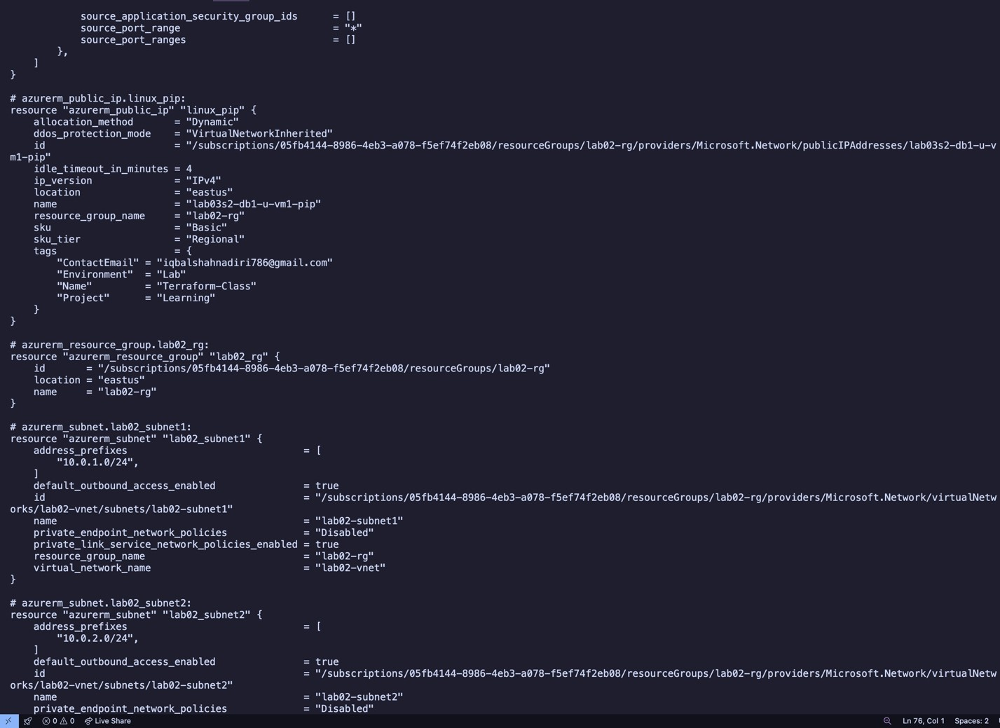 source_application_security_group_ids      = []
            source_port_range                          = "*"
            source_port_ranges                         = []
        },
    ]
}

# azurerm_public_ip.linux_pip:
resource "azurerm_public_ip" "linux_pip" {
    allocation_method       = "Dynamic"
    ddos_protection_mode    = "VirtualNetworkInherited"
    id                      = "/subscriptions/05fb4144-8986-4eb3-a078-f5ef74f2eb08/resourceGroups/lab02-rg/providers/Microsoft.Network/publicIPAddresses/lab03s2-db1-u-v
m1-pip"
    idle_timeout_in_minutes = 4
    ip_version              = "IPv4"
    location                = "eastus"
    name                    = "lab03s2-db1-u-vm1-pip"
    resource_group_name     = "lab02-rg"
    sku                     = "Basic"
    sku_tier                = "Regional"
    tags                    = {
        "ContactEmail" = "iqbalshahnadiri786@gmail.com"
        "Environment"  = "Lab"
        "Name"         = "Terraform-Class"
        "Project"      = "Learning"
    }
}

# azurerm_resource_group.lab02_rg:
resource "azurerm_resource_group" "lab02_rg" {
    id       = "/subscriptions/05fb4144-8986-4eb3-a078-f5ef74f2eb08/resourceGroups/lab02-rg"
    location = "eastus"
    name     = "lab02-rg"
}

# azurerm_subnet.lab02_subnet1:
resource "azurerm_subnet" "lab02_subnet1" {
    address_prefixes                              = [
        "10.0.1.0/24",
    ]
    default_outbound_access_enabled               = true
    id                                            = "/subscriptions/05fb4144-8986-4eb3-a078-f5ef74f2eb08/resourceGroups/lab02-rg/providers/Microsoft.Network/virtualNetw
orks/lab02-vnet/subnets/lab02-subnet1"
    name                                          = "lab02-subnet1"
    private_endpoint_network_policies             = "Disabled"
    private_link_service_network_policies_enabled = true
    resource_group_name                           = "lab02-rg"
    virtual_network_name                          = "lab02-vnet"
}

# azurerm_subnet.lab02_subnet2:
resource "azurerm_subnet" "lab02_subnet2" {
    address_prefixes                              = [
        "10.0.2.0/24",
    ]
    default_outbound_access_enabled               = true
    id                                            = "/subscriptions/05fb4144-8986-4eb3-a078-f5ef74f2eb08/resourceGroups/lab02-rg/providers/Microsoft.Network/virtualNetw
orks/lab02-vnet/subnets/lab02-subnet2"
    name                                          = "lab02-subnet2"
    private_endpoint_network_policies             = "Disabled"
0 0 Live Share Ln 76, Col 1 Spaces: 2